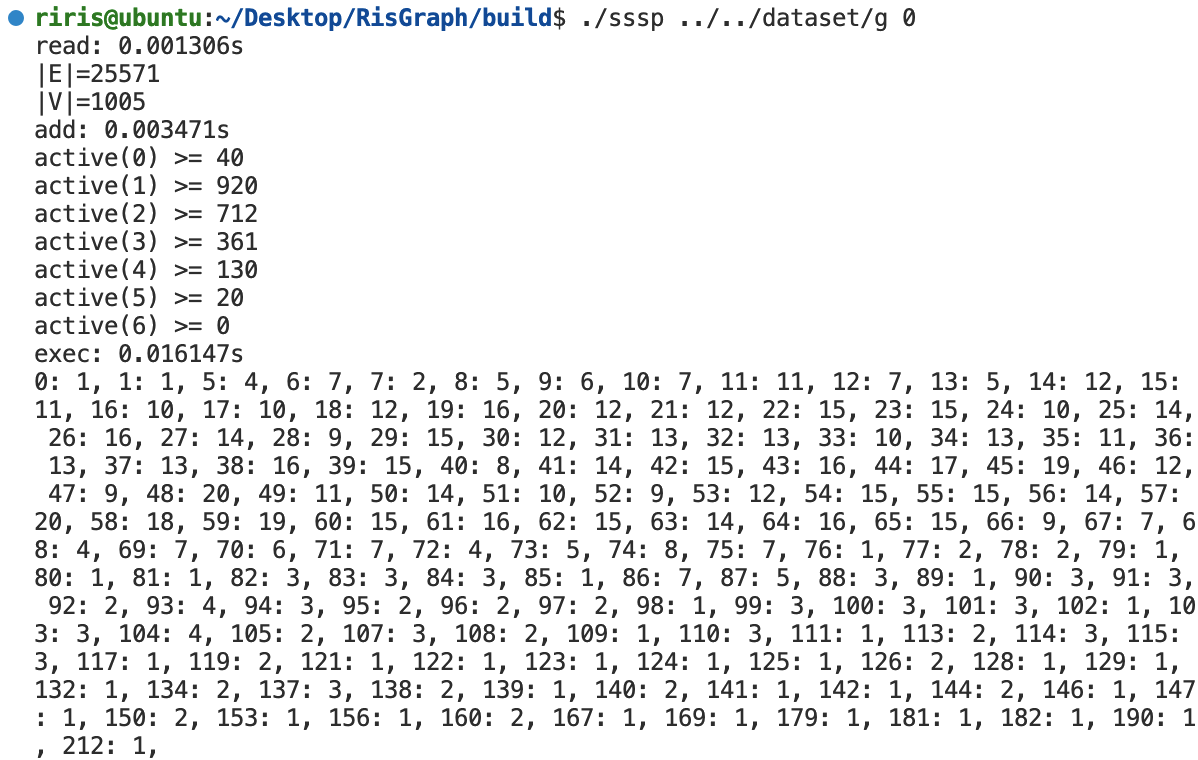 riris@ubuntu:~/Desktop/RisGraph/build$ ./sssp ../../dataset/g 0
read: 0.001306s
|E|=25571
|V|=1005
add: 0.003471s
active(0) >= 40
active(1) >= 920
active(2) >= 712
active(3) >= 361
active(4) >= 130
active(5) >= 20
active(6) >= 0
exec: 0.016147s
0: 1, 1: 1, 5: 4, 6: 7, 7: 2, 8: 5, 9: 6, 10: 7, 11: 11, 12: 7, 13: 5, 14: 12, 15:
11, 16: 10, 17: 10, 18: 12, 19: 16, 20: 12, 21: 12, 22: 15, 23: 15, 24: 10, 25: 14,
 26: 16, 27: 14, 28: 9, 29: 15, 30: 12, 31: 13, 32: 13, 33: 10, 34: 13, 35: 11, 36:
 13, 37: 13, 38: 16, 39: 15, 40: 8, 41: 14, 42: 15, 43: 16, 44: 17, 45: 19, 46: 12,
 47: 9, 48: 20, 49: 11, 50: 14, 51: 10, 52: 9, 53: 12, 54: 15, 55: 15, 56: 14, 57:
20, 58: 18, 59: 19, 60: 15, 61: 16, 62: 15, 63: 14, 64: 16, 65: 15, 66: 9, 67: 7, 6
8: 4, 69: 7, 70: 6, 71: 7, 72: 4, 73: 5, 74: 8, 75: 7, 76: 1, 77: 2, 78: 2, 79: 1,
80: 1, 81: 1, 82: 3, 83: 3, 84: 3, 85: 1, 86: 7, 87: 5, 88: 3, 89: 1, 90: 3, 91: 3,
 92: 2, 93: 4, 94: 3, 95: 2, 96: 2, 97: 2, 98: 1, 99: 3, 100: 3, 101: 3, 102: 1, 10
3: 3, 104: 4, 105: 2, 107: 3, 108: 2, 109: 1, 110: 3, 111: 1, 113: 2, 114: 3, 115:
3, 117: 1, 119: 2, 121: 1, 122: 1, 123: 1, 124: 1, 125: 1, 126: 2, 128: 1, 129: 1,
132: 1, 134: 2, 137: 3, 138: 2, 139: 1, 140: 2, 141: 1, 142: 1, 144: 2, 146: 1, 147
: 1, 150: 2, 153: 1, 156: 1, 160: 2, 167: 1, 169: 1, 179: 1, 181: 1, 182: 1, 190: 1
, 212: 1,